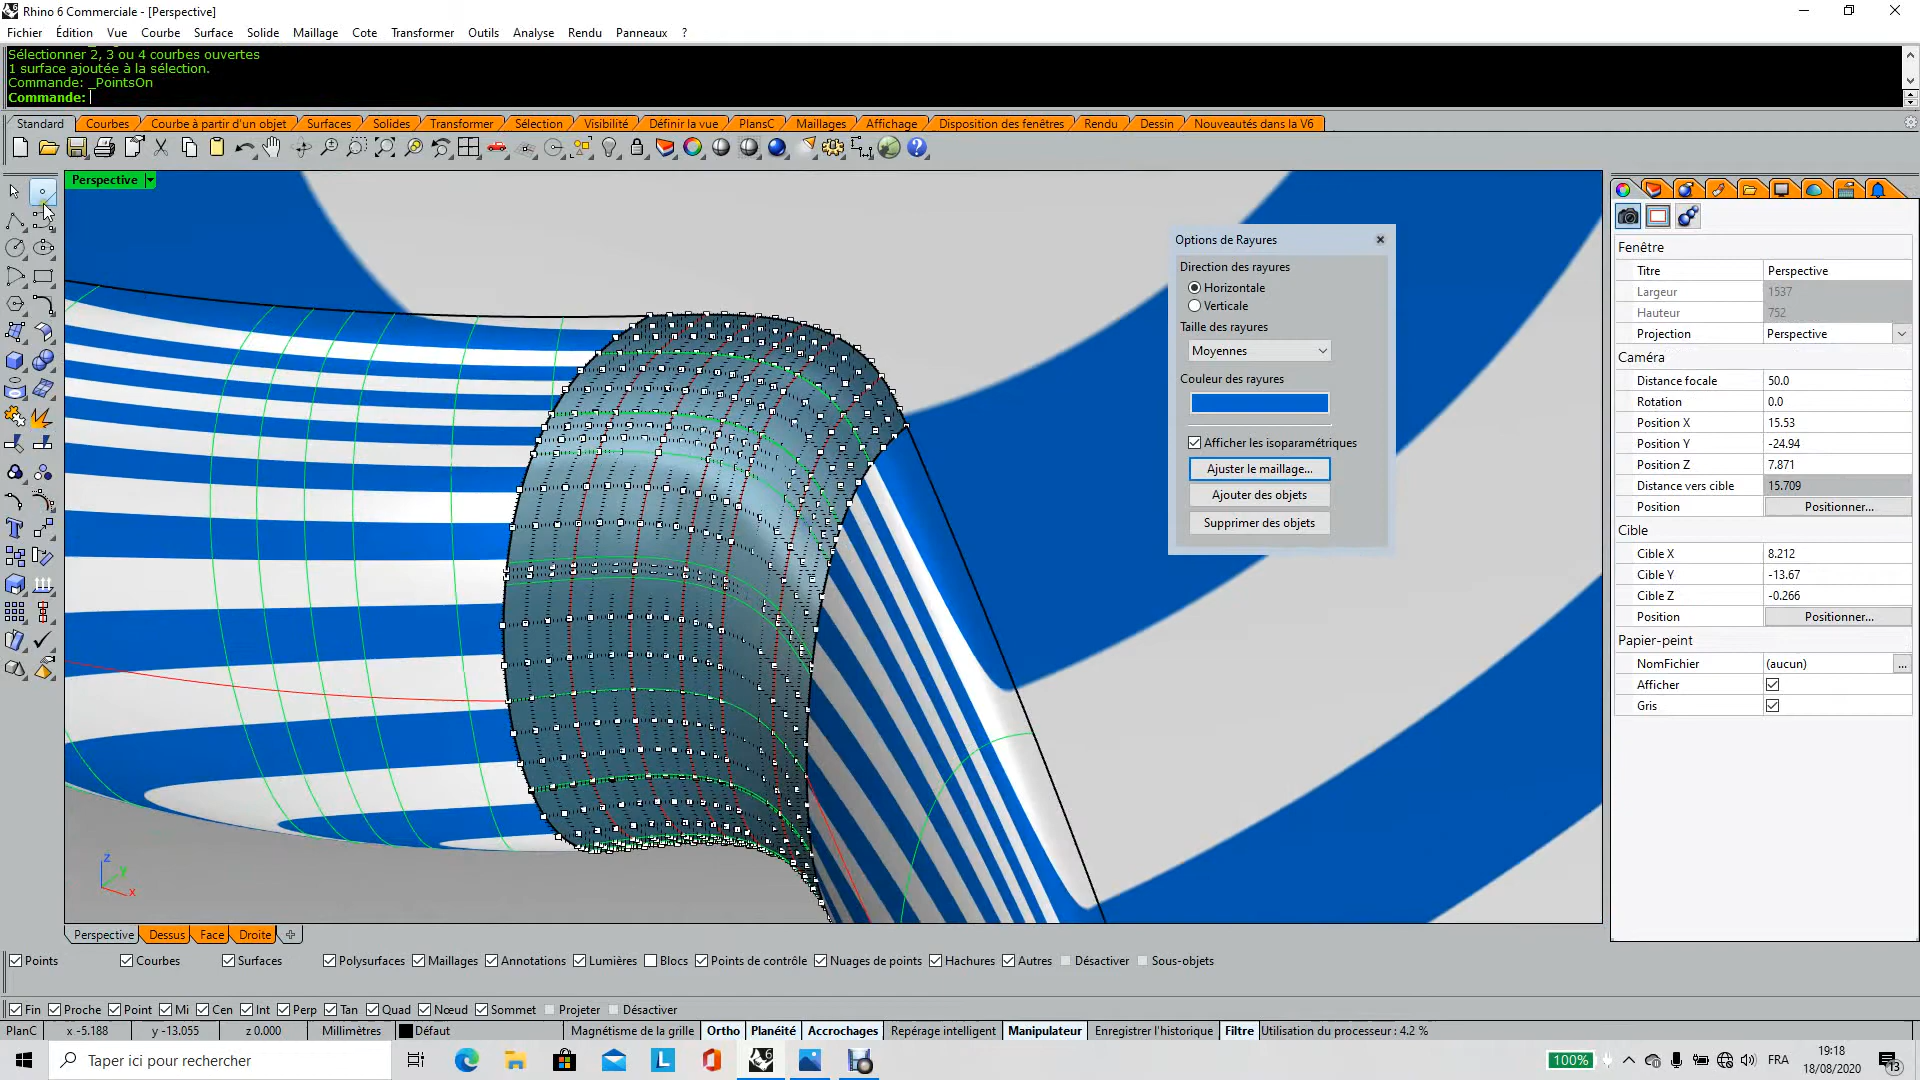 Rhino 6 Commerciale - [Perspective]
Fichier Édition Vue Courbe Surface Solide Maillage Cote Transformer Outils Analyse Rendu Panneaux ?
Sélectionner 2, 3 ou 4 courbes ouvertes
1 surface ajoutée à la sélection.
Commande: _PointsOn
Commande:
Standard Courbes Courbe à partir d'un objet Surfaces Solides Transformer Sélection Visibilité Définir la vue PlansC Maillages Affichage Disposition des fenêtres Rendu Dessin Nouveautés dans la V6
Perspective
Options de Rayures
Direction des rayures
Horizontale
Verticale
Taille des rayures
Moyennes
Couleur des rayures
Afficher les isoparamétriques
Ajuster le maillage...
Ajouter des objets
Supprimer des objets
Fenêtre
Titre Perspective
Largeur 1537
Hauteur 752
Projection Perspective
Caméra
Distance focale 50.0
Rotation 0.0
Position X 15.53
Position Y -24.94
Position Z 7.871
Distance vers cible 15.709
Position Positionner...
Cible
Cible X 8.212
Cible Y -13.67
Cible Z -0.266
Position Positionner...
Papier-peint
NomFichier (aucun) ...
Afficher
Gris
z
y
x
Perspective Dessus Face Droite
Points Courbes Surfaces Polysurfaces Maillages Annotations Lumières Blocs Points de contrôle Nuages de points Hachures Autres Désactiver Sous-objets
Fin Proche Point Mi Cen Int Perp Tan Quad Nœud Sommet Projeter Désactiver
PlanC x -5.188 y -13.055 z 0.000 Millimètres Défaut Magnétisme de la grille Ortho Planéité Accrochages Repérage intelligent Manipulateur Enregistrer l'historique Filtre Utilisation du processeur : 4.2 %
Taper ici pour rechercher
100% FRA 19:18
18/08/2020
13